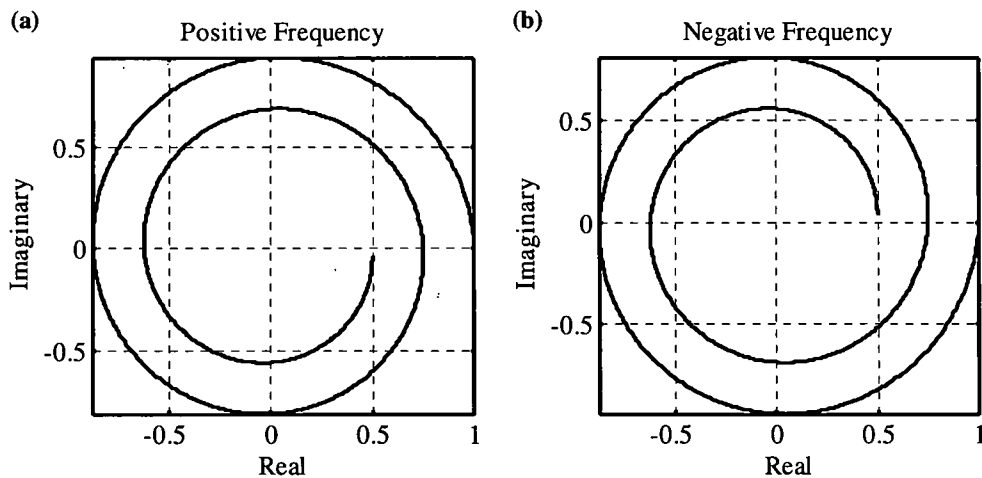 (a)
Positive Frequency
0.5
0
-0.5
Imaginary
-0.5 0 0.5 1
Real
(b)
Negative Frequency
0.5
0
-0.5
Imaginary
-0.5 0 0.5 1
Real